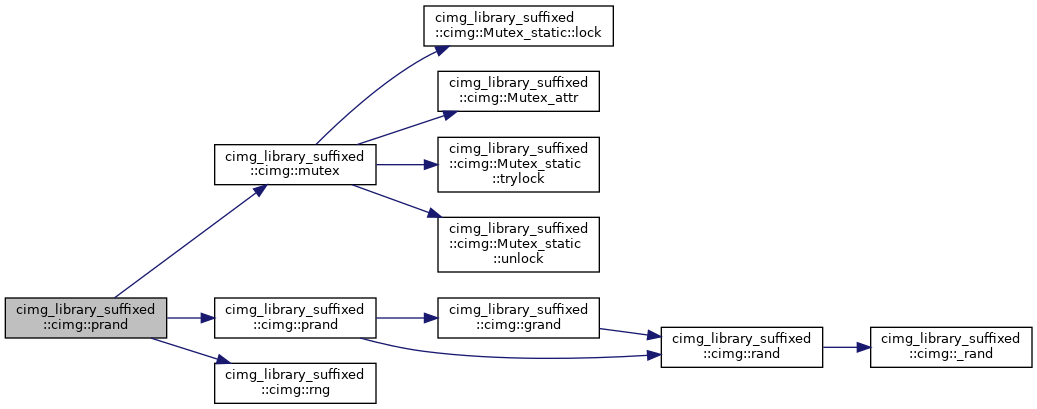 cimg_library_suffixed
::cimg::Mutex_static::lock
cimg_library_suffixed
::cimg::Mutex_attr
cimg_library_suffixed
::cimg::mutex
cimg_library_suffixed
::cimg::Mutex_static
::trylock
cimg_library_suffixed
::cimg::Mutex_static
::unlock
cimg_library_suffixed
::cimg::prand
cimg_library_suffixed
::cimg::prand
cimg_library_suffixed
::cimg::grand
cimg_library_suffixed
::cimg::rand
cimg_library_suffixed
::cimg::_rand
cimg_library_suffixed
::cimg::rng